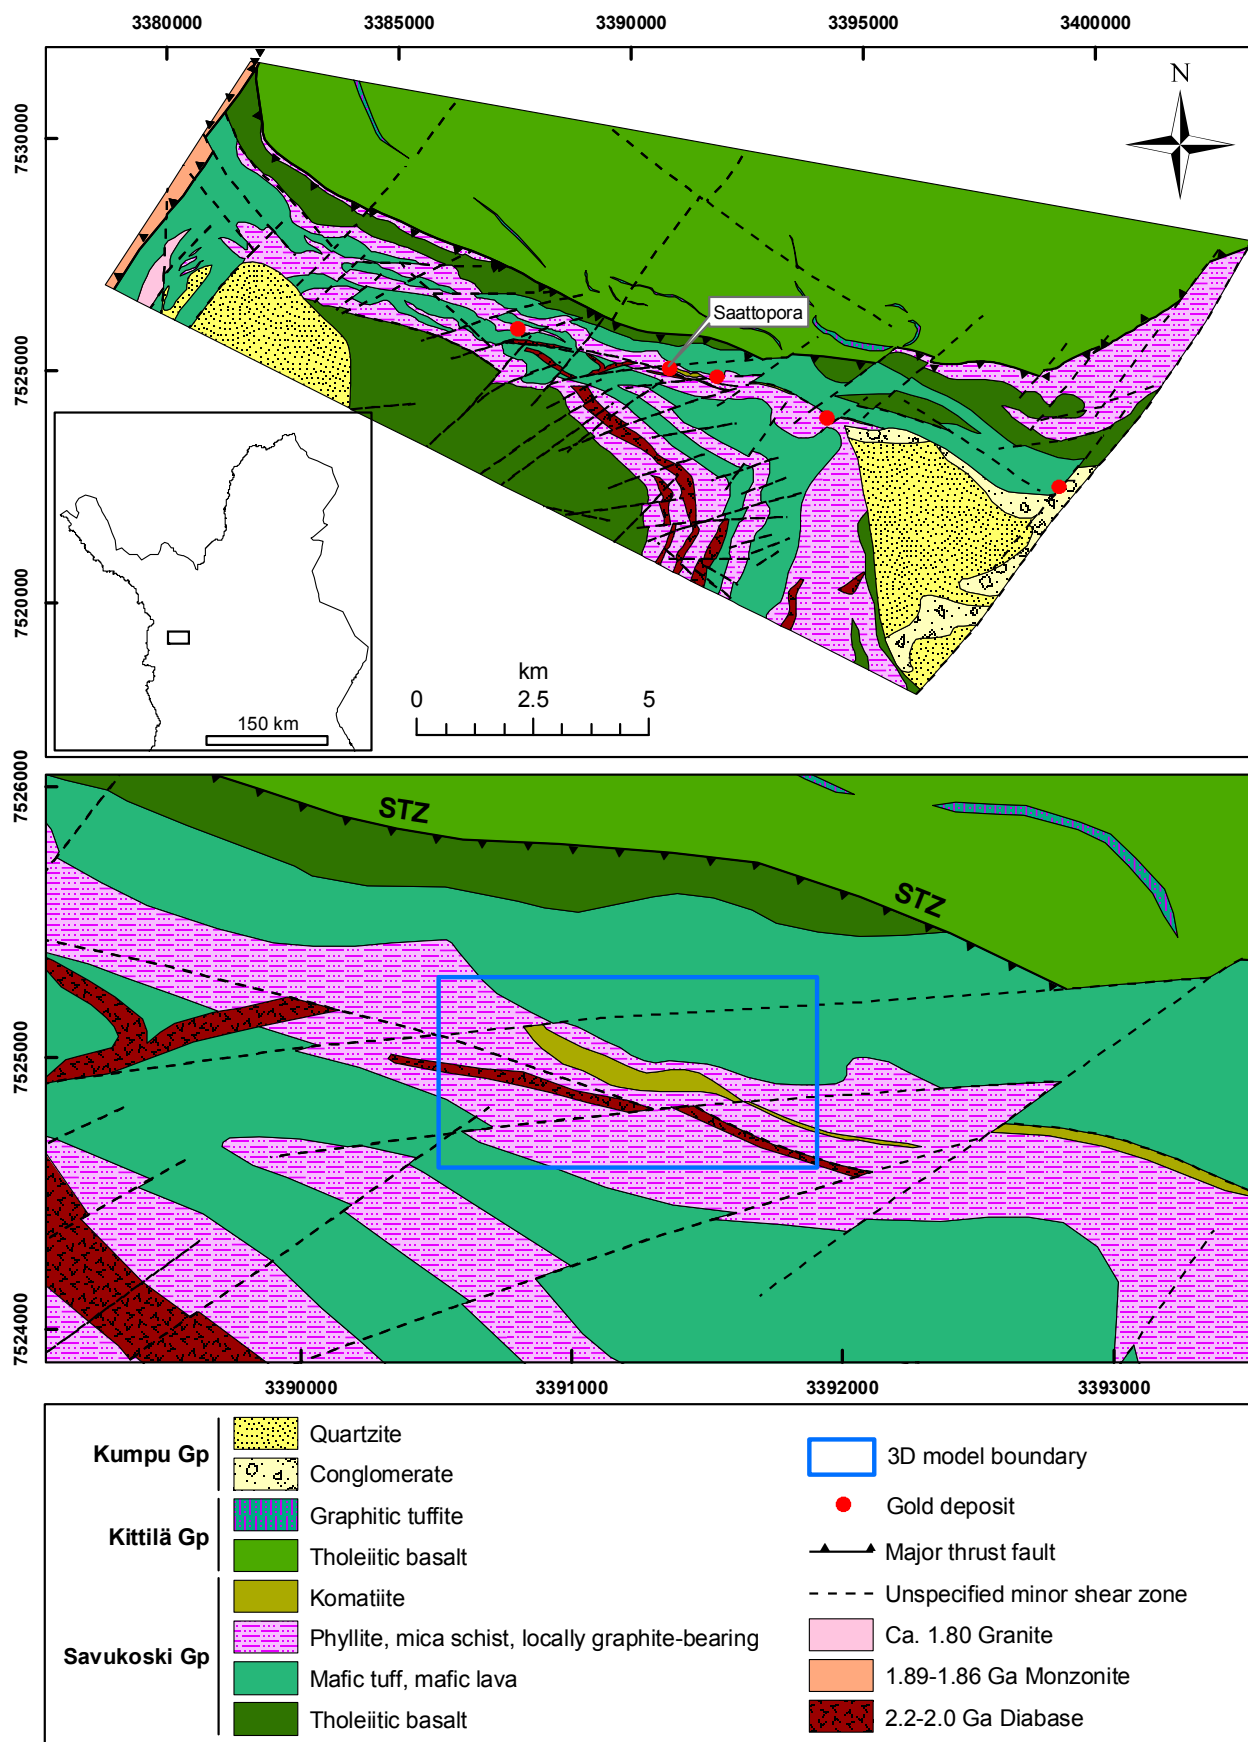 3380000 3385000 3390000 3395000 3400000
N
7530000
7525000
7520000
Saattopora
150 km
km
0 2.5 5
7526000
7525000
7524000
STZ
STZ
3390000 3391000 3392000 3393000
Kumpu Gp
Quartzite
Conglomerate
Kittilä Gp
Graphitic tuffite
Tholeiitic basalt
Savukoski Gp
Komatiite
Phyllite, mica schist, locally graphite-bearing
Mafic tuff, mafic lava
Tholeiitic basalt
3D model boundary
Gold deposit
Major thrust fault
Unspecified minor shear zone
Ca. 1.80 Granite
1.89-1.86 Ga Monzonite
2.2-2.0 Ga Diabase